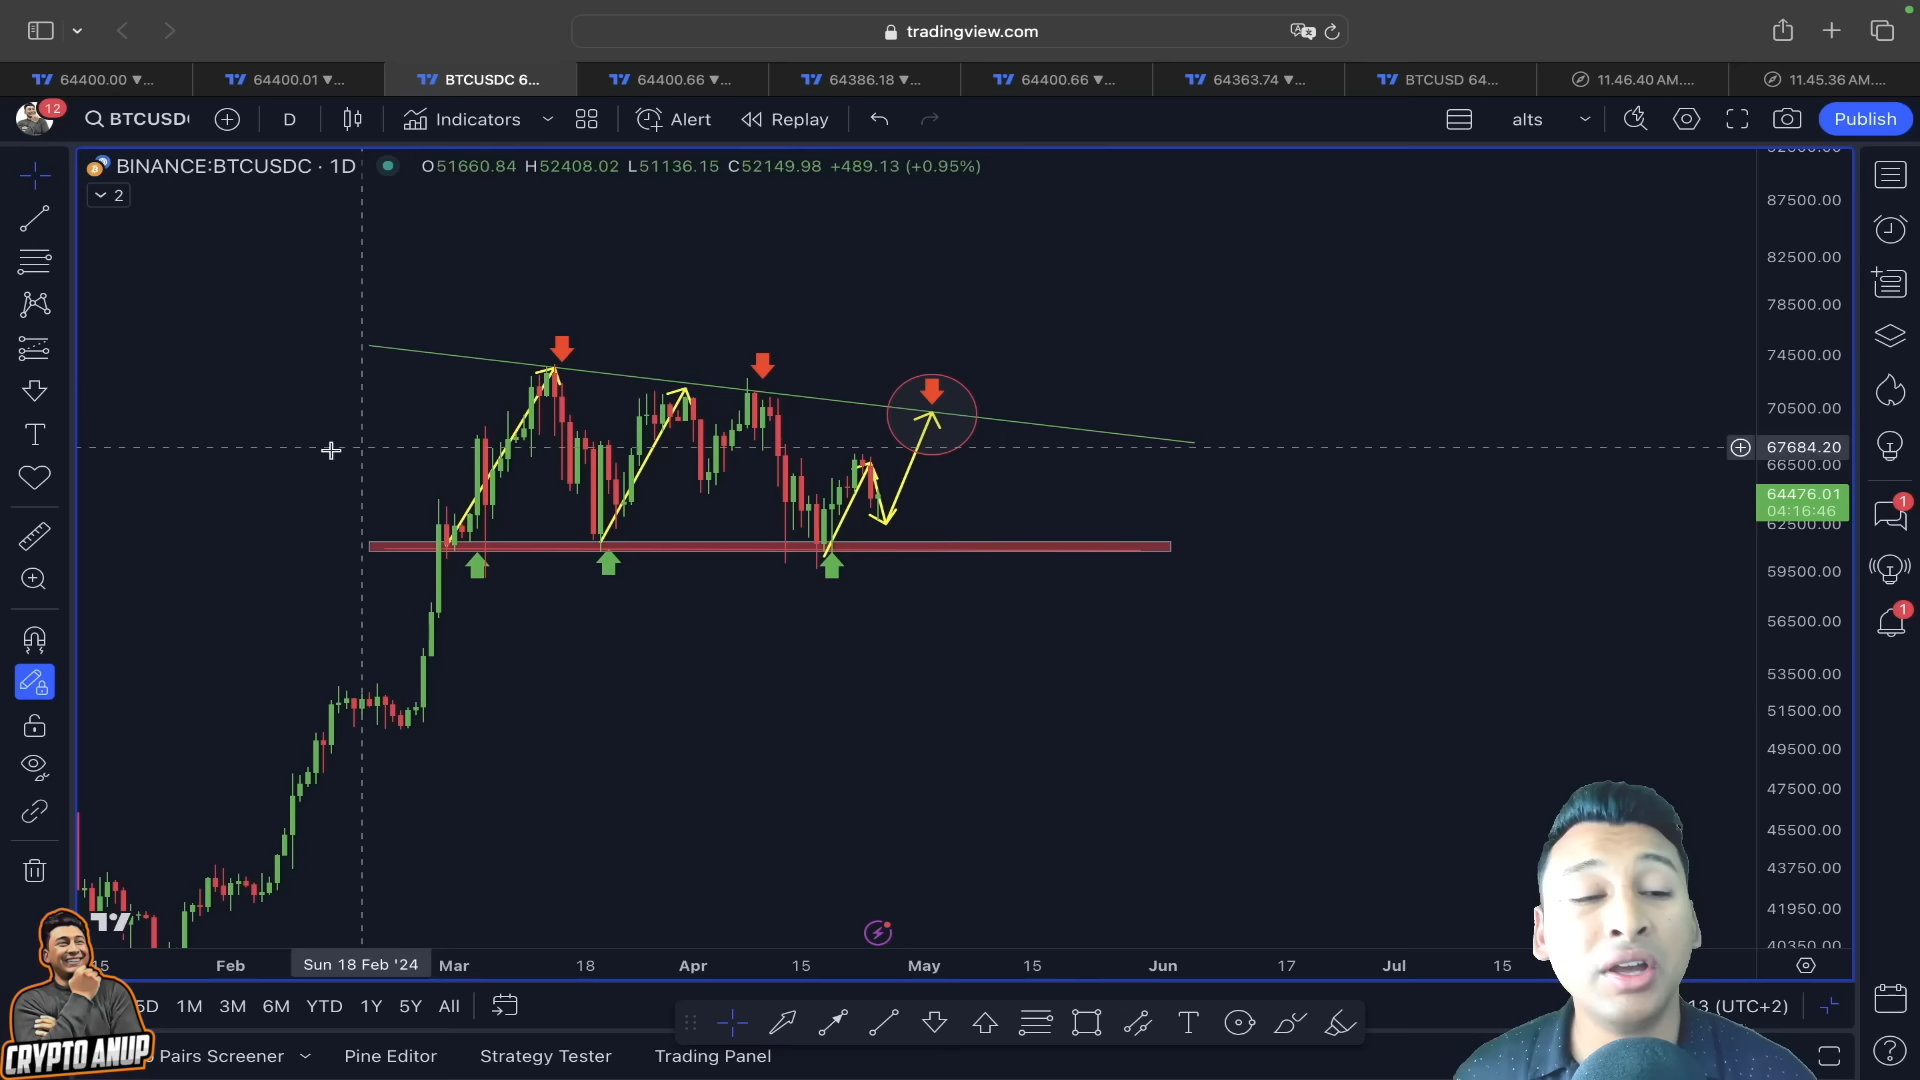 tradingview.com
64400.00 ▼... 64400.01 ▼... BTCUSDC 6... 64400.66 ▼... 64386.18 ▼... 64400.66 ▼... 64363.74 ▼... BTCUSD 64... 11.46.40 AM.... 11.45.36 AM....
12 BTCUSD D Indicators Alert Replay alts Publish
BINANCE:BTCUSDC · 1D O51660.84 H52408.02 L51136.15 C52149.98 +489.13 (+0.95%)
2
87500.00
82500.00
78500.00
74500.00
70500.00
67684.20
66500.00
64476.01
04:16:46
62500.00
59500.00
56500.00
53500.00
51500.00
49500.00
47500.00
45500.00
43750.00
41950.00
40350.00
1
1
15 Feb Sun 18 Feb '24 Mar 18 Apr 15 May 15 Jun 17 Jul 15
5D 1M 3M 6M YTD 1Y 5Y All 13 (UTC+2)
CRYPTO ANUP
Pairs Screener Pine Editor Strategy Tester Trading Panel